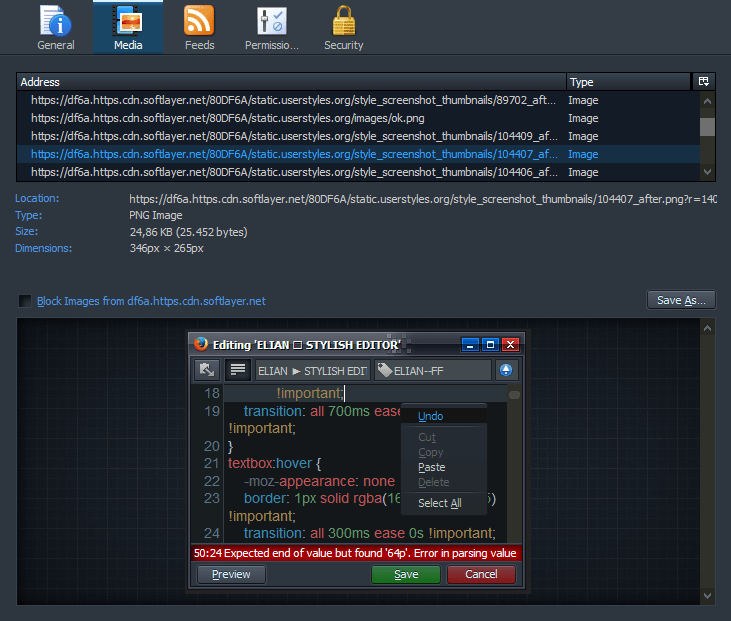 General Media Feeds Permissio... Security
Address Type
https://df6a.https.cdn.softlayer.net/80DF6A/static.userstyles.org/style_screenshot_thumbnails/89702_aft... Image
https://df6a.https.cdn.softlayer.net/80DF6A/static.userstyles.org/images/ok.png Image
https://df6a.https.cdn.softlayer.net/80DF6A/static.userstyles.org/style_screenshot_thumbnails/104409_af... Image
https://df6a.https.cdn.softlayer.net/80DF6A/static.userstyles.org/style_screenshot_thumbnails/104407_af... Image
https://df6a.https.cdn.softlayer.net/80DF6A/static.userstyles.org/style_screenshot_thumbnails/104406_af... Image
Location: https://df6a.https.cdn.softlayer.net/80DF6A/static.userstyles.org/style_screenshot_thumbnails/104407_after.png?r=140
Type: PNG Image
Size: 24,86 KB (25.452 bytes)
Dimensions: 346px × 265px
Block Images from df6a.https.cdn.softlayer.net Save As...
Editing 'ELIAN □ STYLISH EDITOR'
ELIAN ► STYLISH EDIT ELIAN--FF
18 !important;
19 transition: all 700ms ease
!important;
20 }
21 textbox:hover {
22 -moz-appearance: none
23 border: 1px solid rgba(16
!important;
24 transition: all 300ms ease 0s !important;
Undo
Cut
Copy
Paste
Delete
Select All
50:24 Expected end of value but found '64p'. Error in parsing value
Preview Save Cancel